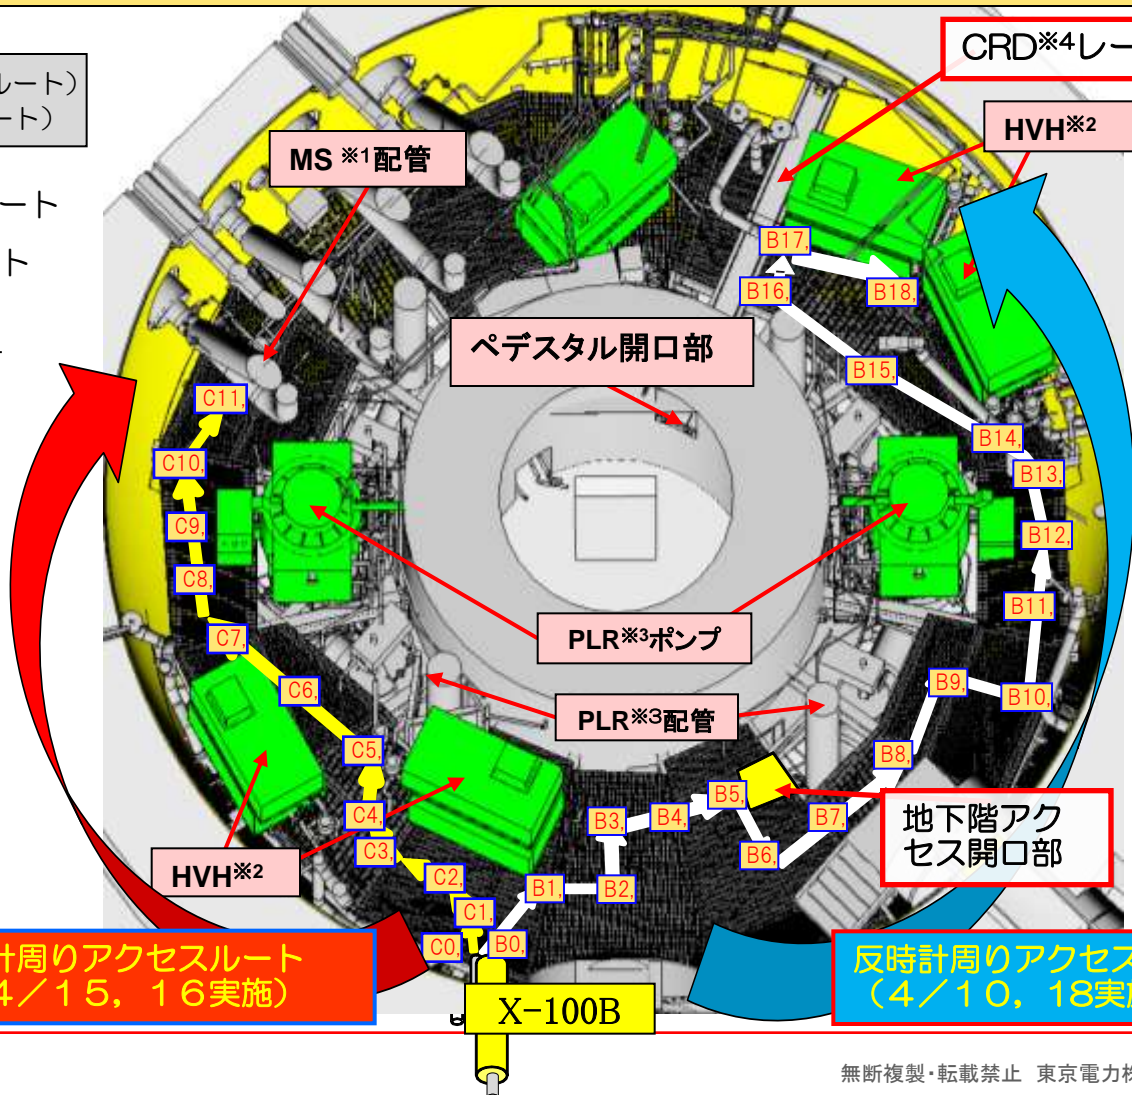 CRD※4レー
ルート)
ート)
HVH※2
MS ※1配管
ート
ト
B17,
B16,
B18,
ペデスタル開口部
B15,
C11,
B14,
C10,
B13,
C9,
B12,
C8,
B11,
C7,
PLR※3ポンプ
C6,
B9,
B10,
PLR※3配管
C5,
B8,
B5,
C4,
B3,
B4,
B7,
地下階アク
セス開口部
C3,
B6,
HVH※2
C2,
B1,
B2,
C1,
C0,
B0,
計周りアクセスルート
4/15, 16実施)
反時計周りアクセス
(4/10, 18実施
X-100B
無断複製・転載禁止 東京電力株